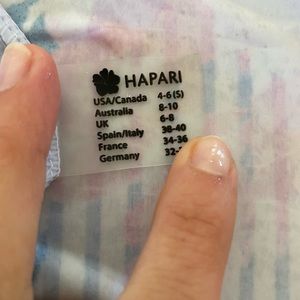 HAPARI
USA/Canada 4-6 (S)
Australia 8-10
UK 6-8
Spain/Italy 38-40
France 34-36
Germany 32-